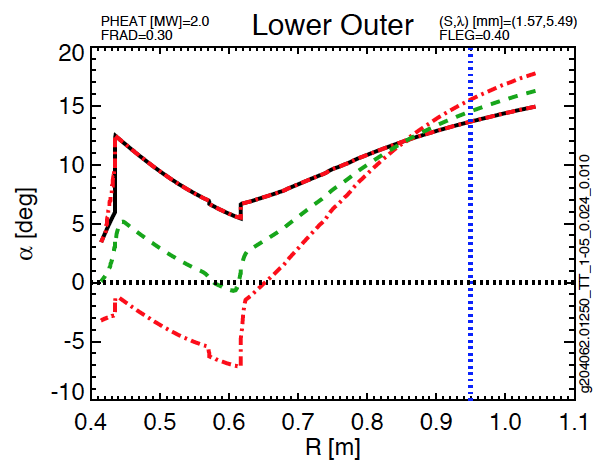 PHEAT [MW]=2.0
FRAD=0.30
Lower Outer
(S,λ) [mm]=(1.57,5.49)
FLEG=0.40
20
15
10
5
0
-5
-10
α [deg]
0.4 0.5 0.6 0.7 0.8 0.9 1.0 1.1
R [m]
g204062.01250_TT_1-05_0.024_0.010